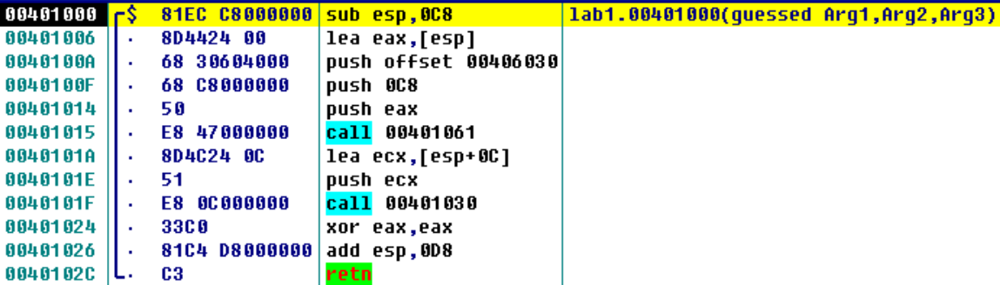 00401000 $ 81EC C8000000 sub esp,0C8 lab1.00401000(guessed Arg1,Arg2,Arg3)
00401006 . 8D4424 00 lea eax,[esp]
0040100A . 68 30604000 push offset 00406030
0040100F . 68 C8000000 push 0C8
00401014 . 50 push eax
00401015 . E8 47000000 call 00401061
0040101A . 8D4C24 0C lea ecx,[esp+0C]
0040101E . 51 push ecx
0040101F . E8 0C000000 call 00401030
00401024 . 33C0 xor eax,eax
00401026 . 81C4 D8000000 add esp,0D8
0040102C . C3 retn